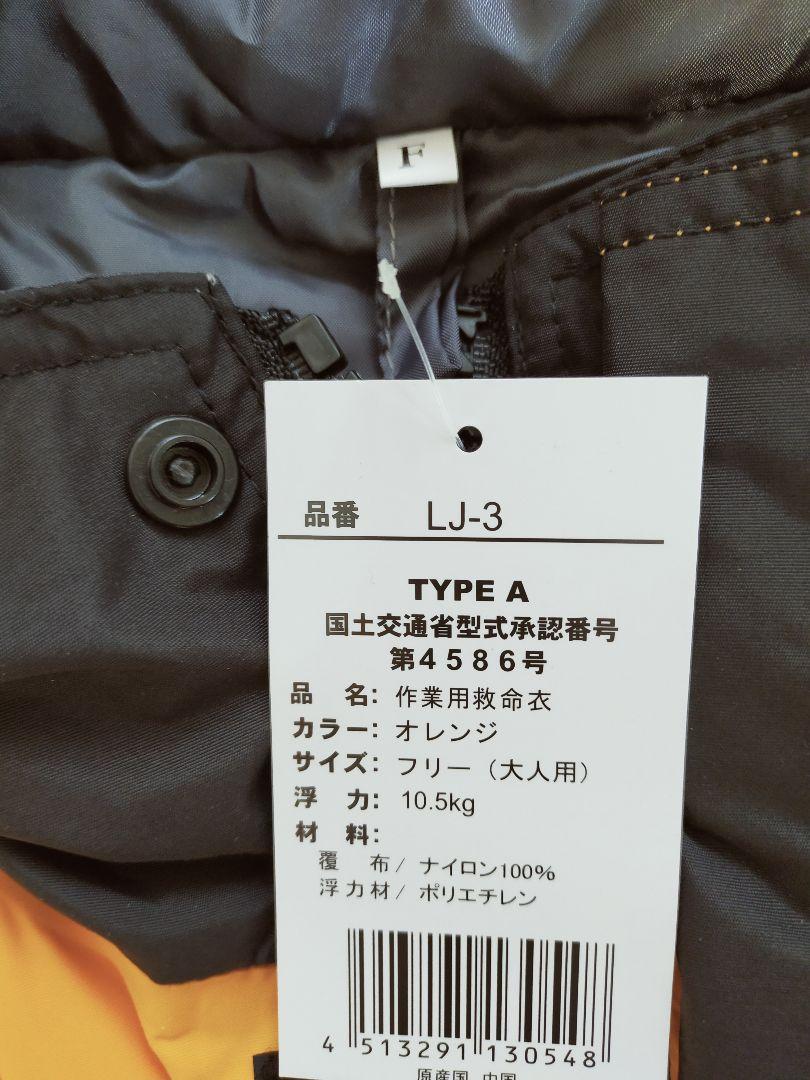 F
品番 LJ-3
TYPE A
国土交通省型式承認番号
第4586号
品 名: 作業用救命衣
カラー: オレンジ
サイズ: フリー（大人用）
浮 力: 10.5kg
材 料:
覆 布/ ナイロン100%
浮力材/ ポリエチレン
4 513291 130548
原産国 中国